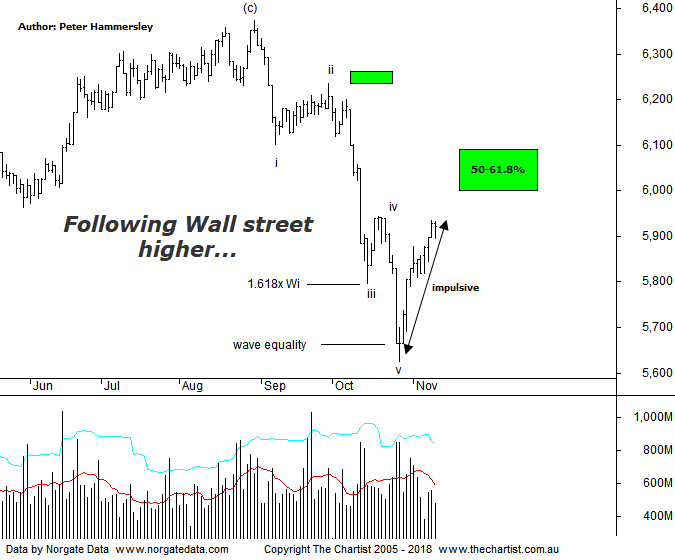 (c)
Author: Peter Hammersley
6,400
6,300
ii
6,200
i
6,100
50-61.8%
6,000
iv
Following Wall street
higher...
5,900
1.618x Wi
iii
impulsive
5,800
wave equality
5,700
v
5,600
Jun Jul Aug Sep Oct Nov
1,000M
800M
600M
400M
Data by Norgate Data www.norgatedata.com Copyright The Chartist 2005 - 2018 www.thechartist.com.au